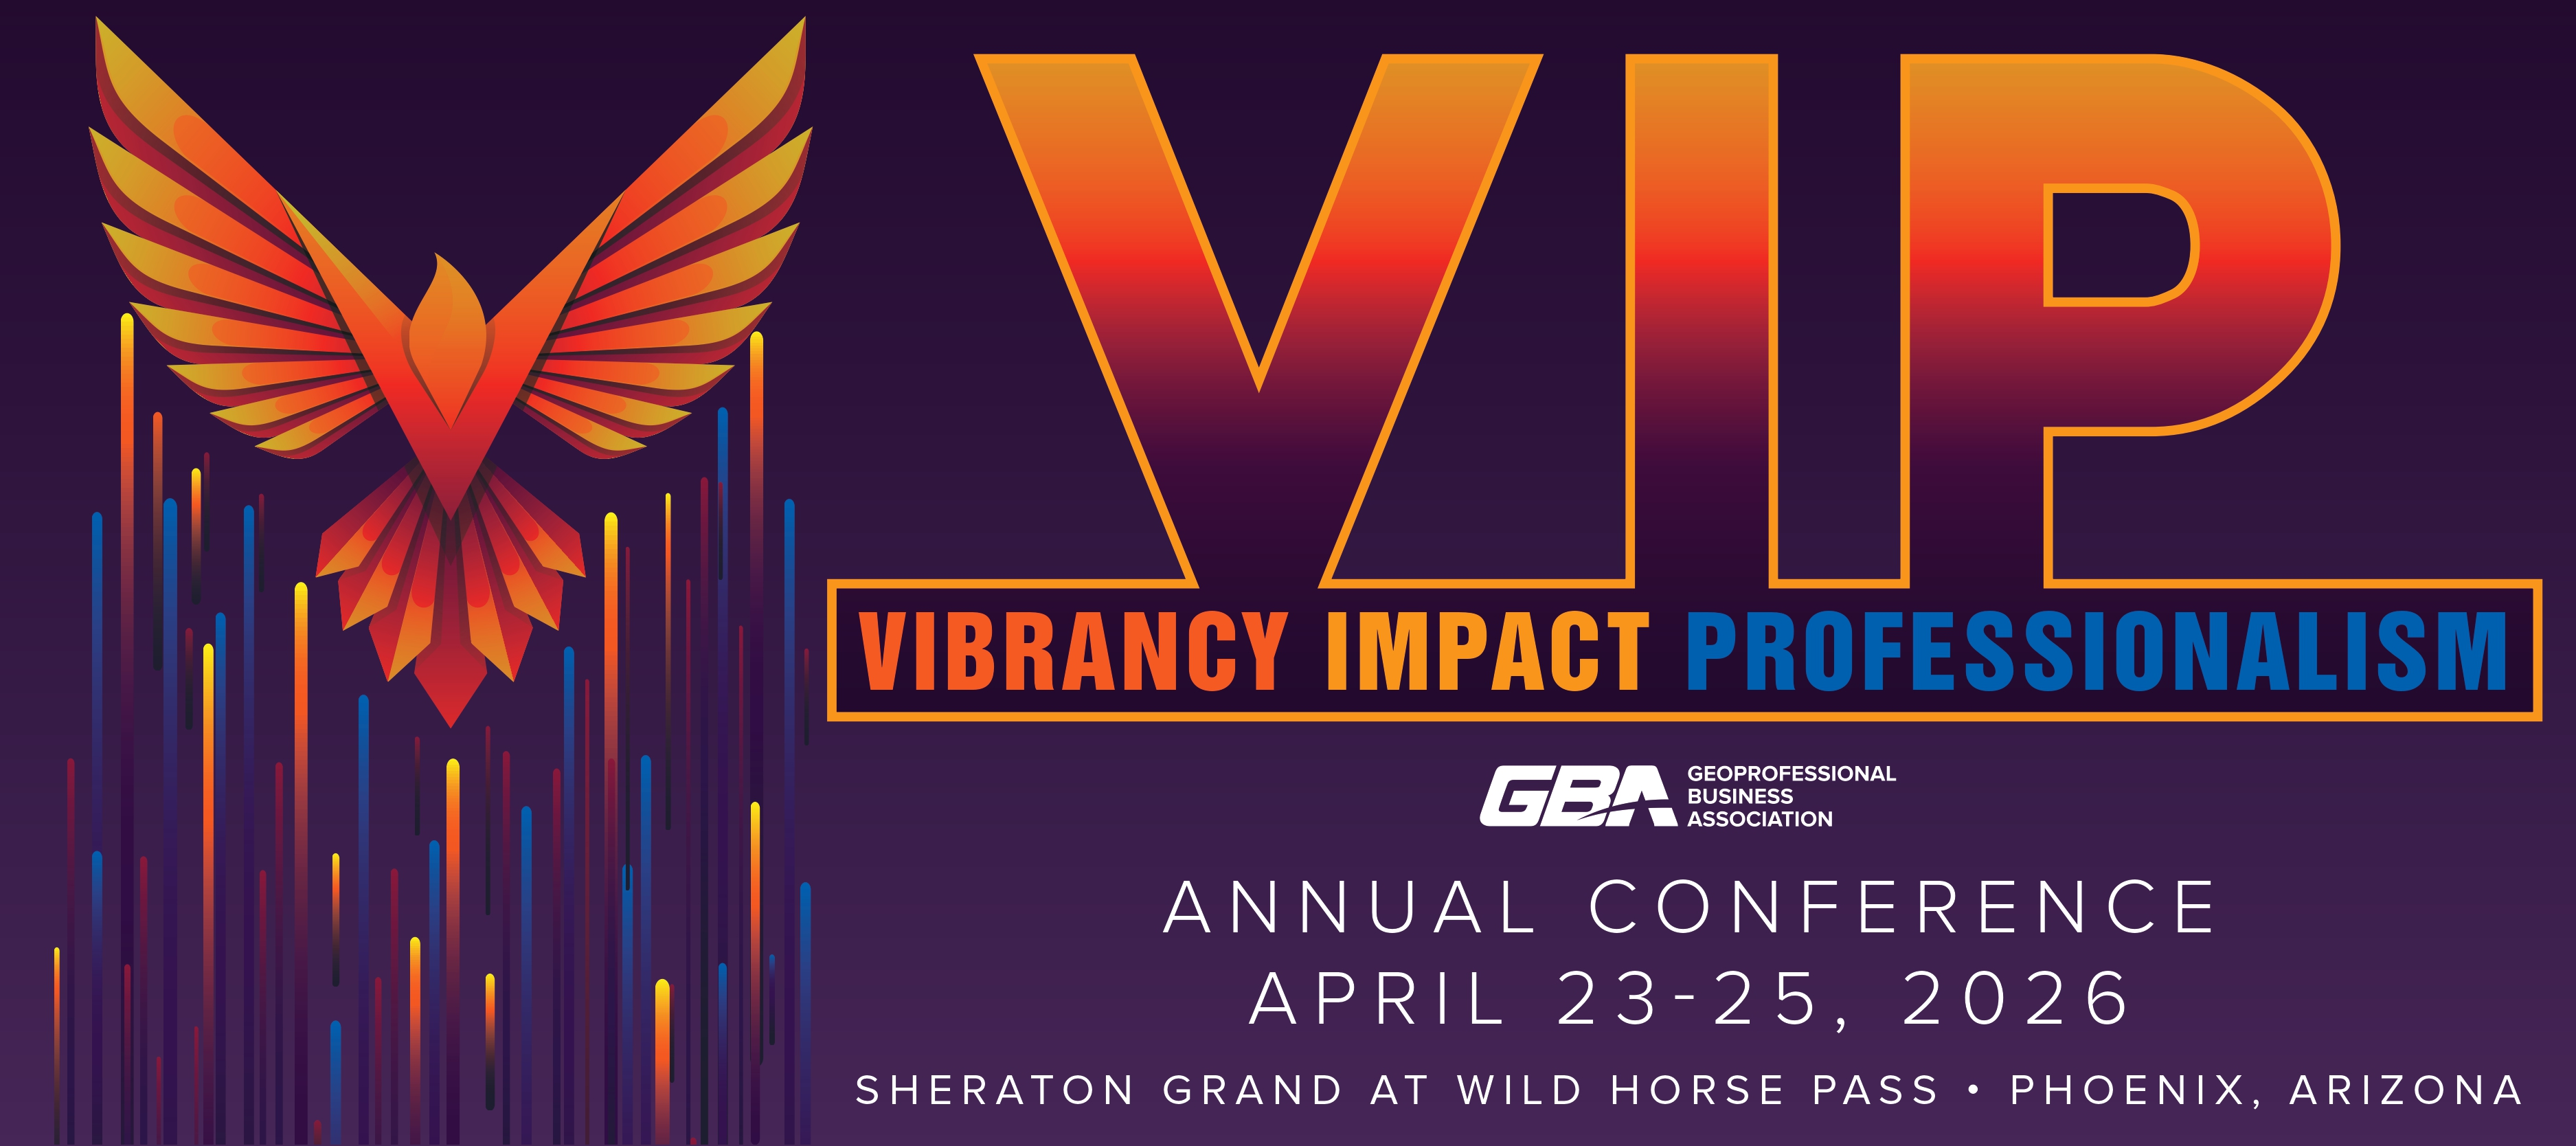 VIP
VIBRANCY IMPACT PROFESSIONALISM
GBA
GEOPROFESSIONAL
BUSINESS
ASSOCIATION
ANNUAL CONFERENCE
APRIL 23-25, 2026
SHERATON GRAND AT WILD HORSE PASS • PHOENIX, ARIZONA